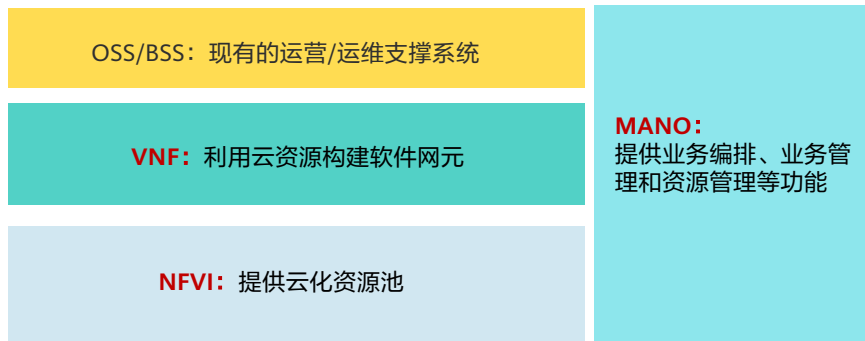 OSS/BSS：现有的运营/运维支撑系统
VNF：利用云资源构建软件网元
NFVI：提供云化资源池
MANO：
提供业务编排、业务管
理和资源管理等功能